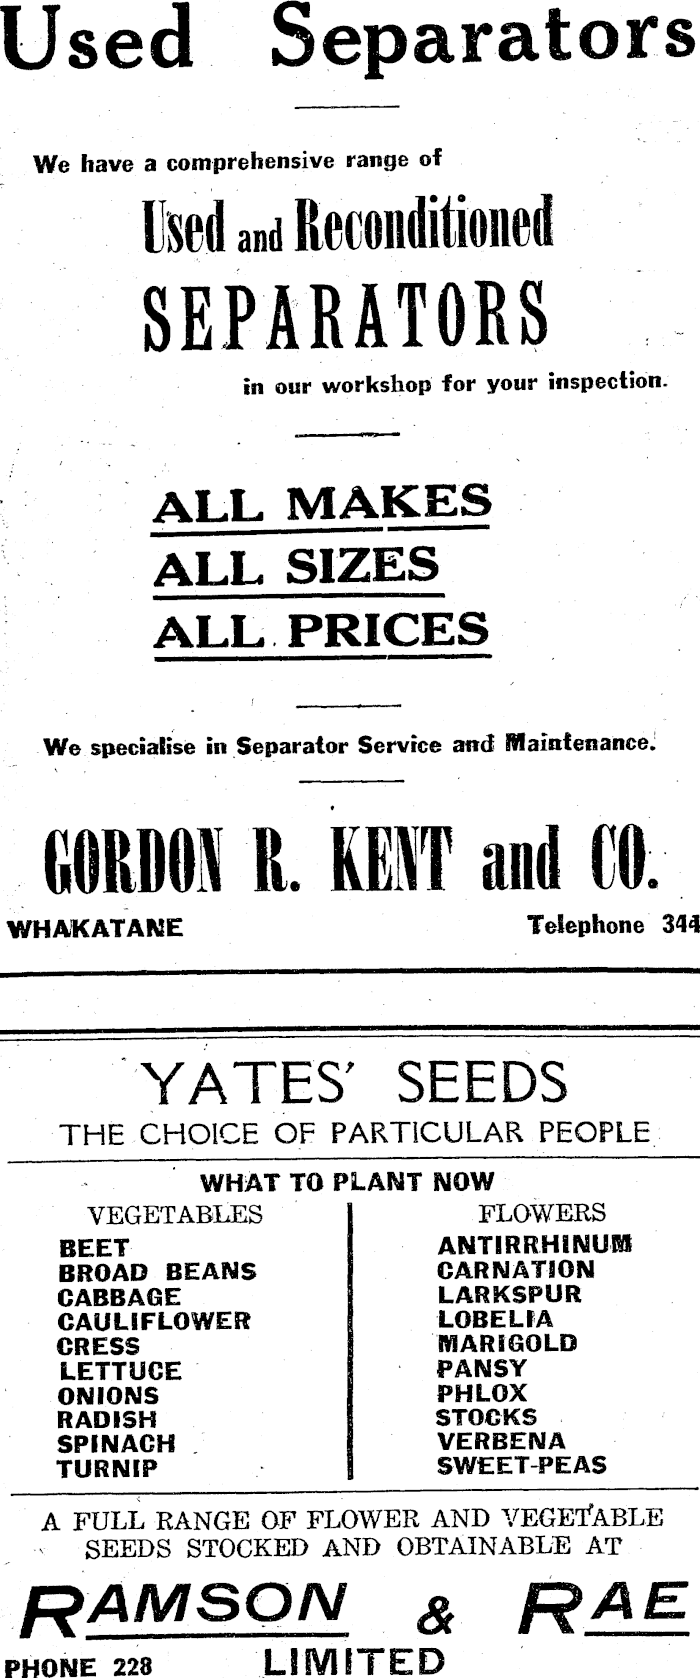 Used Separators
We have a comprehensive range of
Used and Reconditioned
SEPARATORS
in our workshop for your inspection.
ALL MAKES
ALL SIZES
ALL PRICES
We specialise in Separator Service and Maintenance.
GORDON R. KENT and CO.
WHAKATANE Telephone 344
YATES' SEEDS
THE CHOICE OF PARTICULAR PEOPLE
WHAT TO PLANT NOW
VEGETABLES
BEET
BROAD BEANS
CABBAGE
CAULIFLOWER
CRESS
LETTUCE
ONIONS
RADISH
SPINACH
TURNIP
FLOWERS
ANTIRRHINUM
CARNATION
LARKSPUR
LOBELIA
MARIGOLD
PANSY
PHLOX
STOCKS
VERBENA
SWEET-PEAS
A FULL RANGE OF FLOWER AND VEGETABLE
SEEDS STOCKED AND OBTAINABLE AT
RAMSON & RAE
PHONE 228 LIMITED